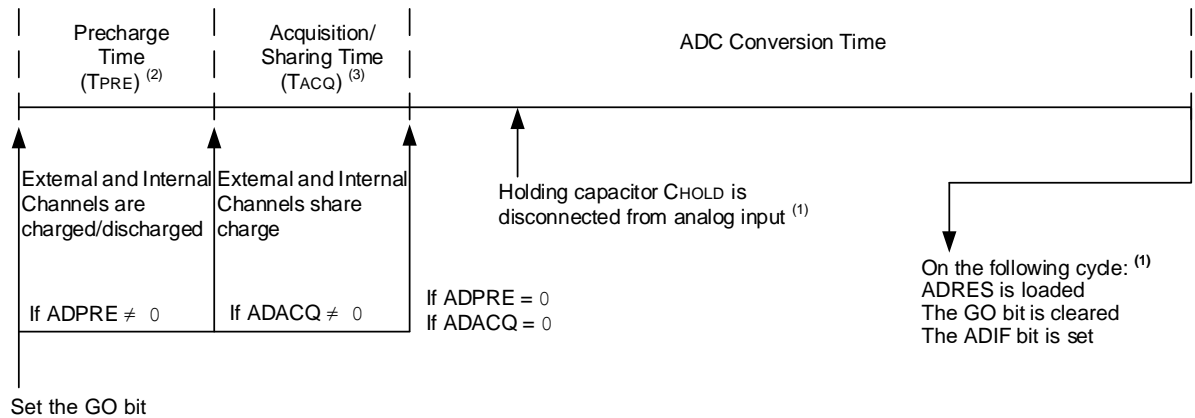 Precharge
Time
(TPRE) (2)
Acquisition/
Sharing Time
(TACQ) (3)
ADC Conversion Time
External and Internal
Channels are
charged/discharged
External and Internal
Channels share
charge
Holding capacitor CHOLD is
disconnected from analog input (1)
On the following cycle: (1)
ADRES is loaded
The GO bit is cleared
The ADIF bit is set
If ADPRE ≠ 0
If ADACQ ≠ 0
If ADPRE = 0
If ADACQ = 0
Set the GO bit